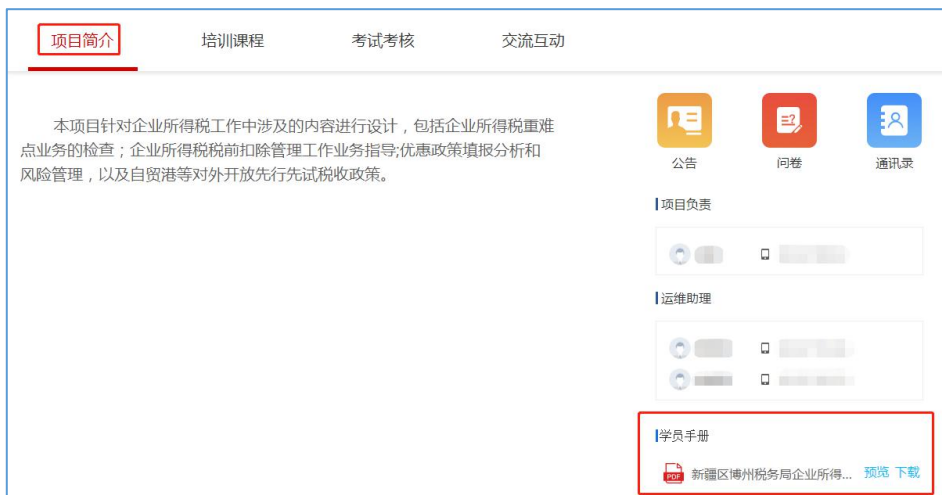 项目简介
培训课程
考试考核
交流互动
本项目针对企业所得税工作中涉及的内容进行设计，包括企业所得税重难
点业务的检查；企业所得税税前扣除管理工作业务指导;优惠政策填报分析和
风险管理，以及自贸港等对外开放先行先试税收政策。
公告
问卷
通讯录
项目负责
运维助理
学员手册
PDF 新疆区博州税务局企业所得... 预览 下载